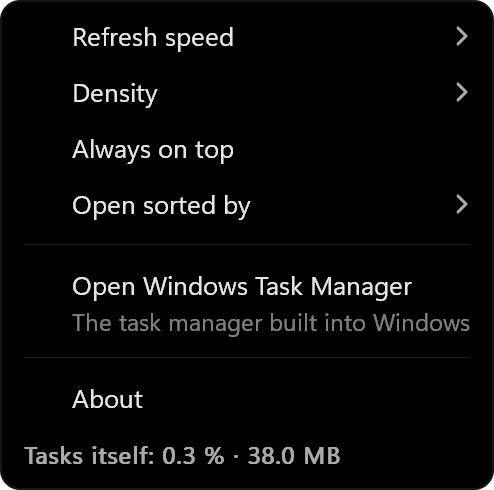 Refresh speed
Density
Always on top
Open sorted by
Open Windows Task Manager
The task manager built into Windows
About
Tasks itself: 0.3 % · 38.0 MB